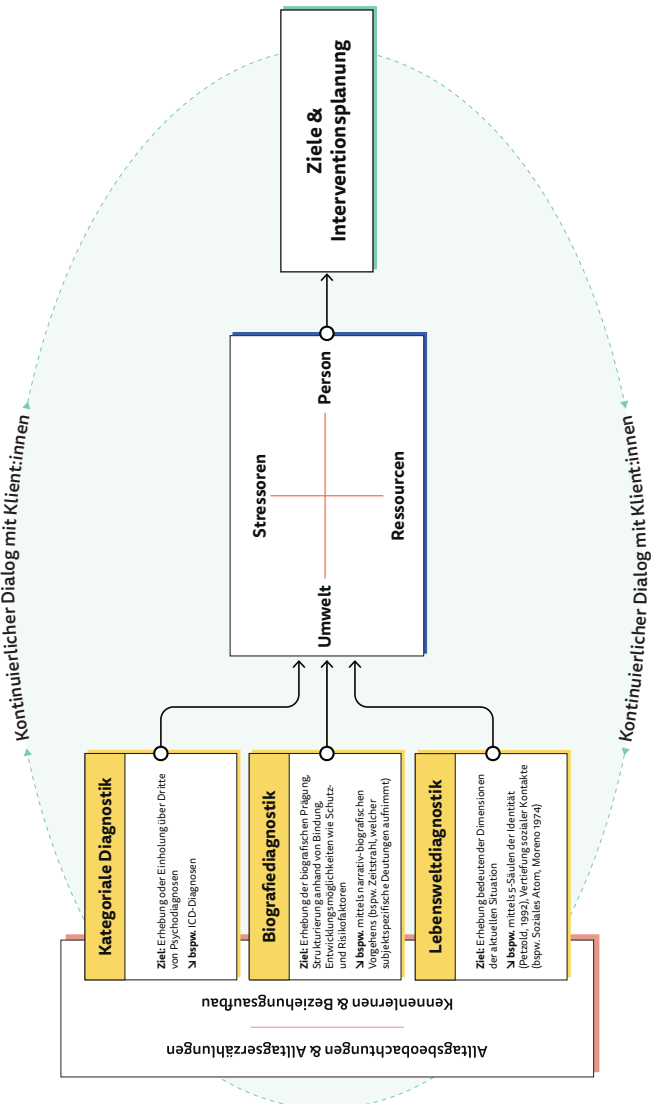 Kontinuierlicher Dialog mit Klient:innen
Alltagsbeobachtungen & Alltagserzählungen
Kennenlernen & Beziehungsaufbau
Kategoriale Diagnostik
Ziel: Erhebung oder Einholung über Dritte
von Psychodiagnosen
↘ bspw. ICD-Diagnosen
Biografiediagnostik
Ziel: Erhebung der biografischen Prägung,
Strukturierung anhand von Bindung,
Entwicklungsmöglichkeiten wie Schutz-
und Risikofaktoren
↘ bspw. mittels narrativ-biografischen
Vorgehens (bspw. Zeitstrahl, welcher
subjektspezifische Deutungen aufnimmt)
Lebensweltdiagnostik
Ziel: Erhebung bedeutender Dimensionen
der aktuellen Situation
↘ bspw. mittels 5-Säulen der Identität
(Petzold, 1992), Vertiefung sozialer Kontakte
(bspw. Soziales Atom, Moreno 1974)
Stressoren
Umwelt
Person
Ressourcen
Ziele &
Interventionsplanung
Kontinuierlicher Dialog mit Klient:innen